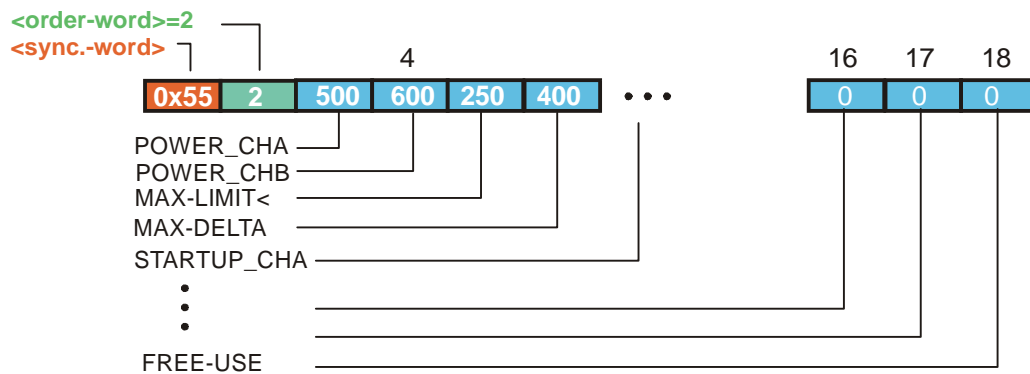 <order-word>=2
<sync.-word>
4 16 17 18
0x55 2 500 600 250 400 ••• 0 0 0
POWER_CHA
POWER_CHB
MAX-LIMIT<
MAX-DELTA
STARTUP_CHA
FREE-USE